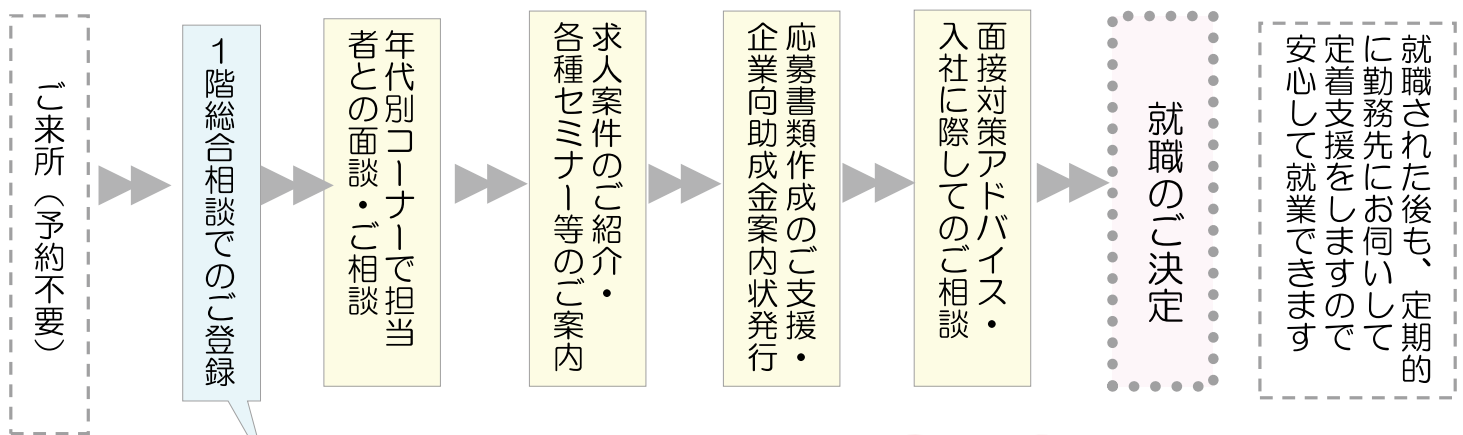 ご来所（予約不要）
１階総合相談でのご登録
年代別コーナーで担当
者との面談・ご相談
求人案件のご紹介・
各種セミナー等のご案内
応募書類作成のご支援・
企業向助成金案内状発行
面接対策アドバイス・
入社に際してのご相談
就職のご決定
就職された後も、定期的
に勤務先にお伺いして
定着支援をしますので
安心して就業できます